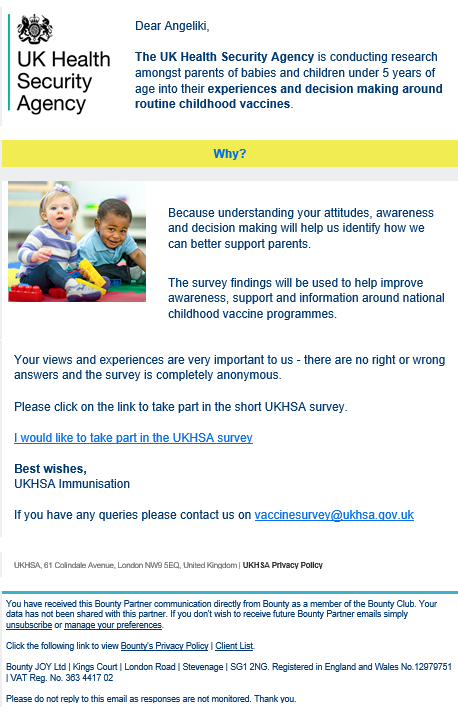 UK Health
Security
Agency
Dear Angeliki,
The UK Health Security Agency is conducting research
amongst parents of babies and children under 5 years of
age into their experiences and decision making around
routine childhood vaccines.
Why?
Because understanding your attitudes, awareness
and decision making will help us identify how we
can better support parents.
The survey findings will be used to help improve
awareness, support and information around national
childhood vaccine programmes.
Your views and experiences are very important to us - there are no right or wrong
answers and the survey is completely anonymous.
Please click on the link to take part in the short UKHSA survey.
I would like to take part in the UKHSA survey
Best wishes,
UKHSA Immunisation
If you have any queries please contact us on vaccinesurvey@ukhsa.gov.uk
UKHSA, 61 Colindale Avenue, London NW9 5EQ, United Kingdom | UKHSA Privacy Policy
You have received this Bounty Partner communication directly from Bounty as a member of the Bounty Club. Your
data has not been shared with this partner. If you don't wish to receive future Bounty Partner emails simply
unsubscribe or manage your preferences.
Click the following link to view Bounty's Privacy Policy | Client List.
Bounty JOY Ltd | Kings Court | London Road | Stevenage | SG1 2NG. Registered in England and Wales No.12979751
| VAT Reg. No. 363 4417 02
Please do not reply to this email as responses are not monitored. Thank you.